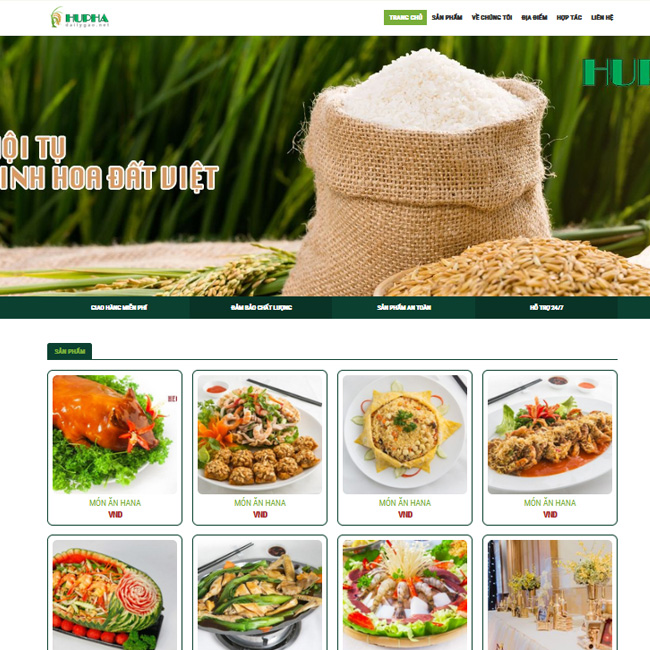 HUPHA
dailygao.net
TRANG CHỦ SẢN PHẨM VỀ CHÚNG TÔI ĐỊA ĐIỂM HỢP TÁC LIÊN HỆ
HUP
HỘI TỤ
TINH HOA ĐẤT VIỆT
GIAO HÀNG MIỄN PHÍ ĐẢM BẢO CHẤT LƯỢNG SẢN PHẨM AN TOÀN HỖ TRỢ 24/7
SẢN PHẨM
MÓN ĂN HANA MÓN ĂN HANA MÓN ĂN HANA MÓN ĂN HANA
VND VND VND VND